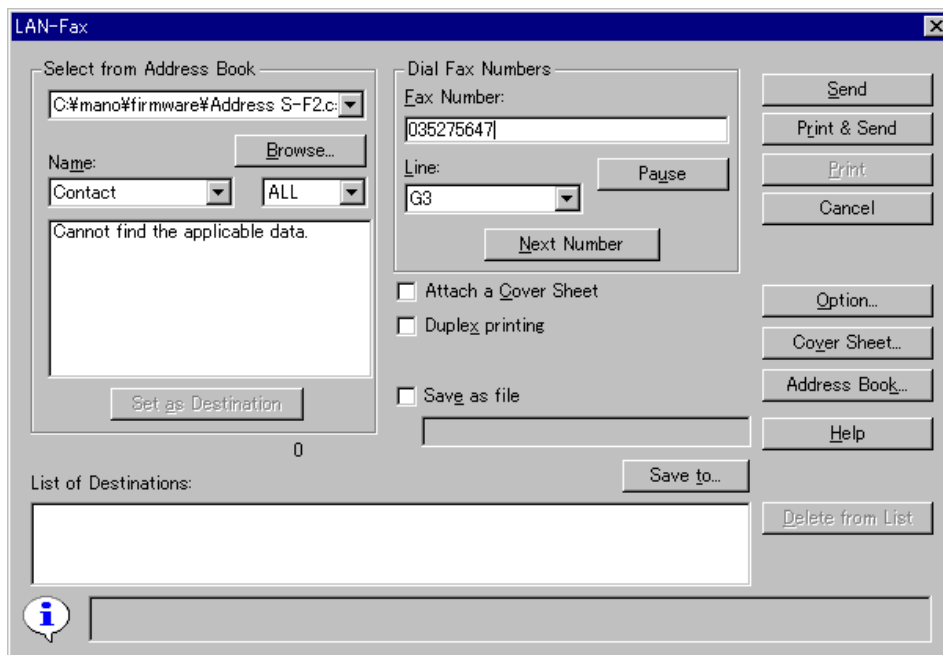 LAN-Fax
Select from Address Book
C:¥mano¥firmware¥Address S-F2.c
Browse...
Name:
Contact
ALL
Cannot find the applicable data.
Set as Destination
0
Dial Fax Numbers
Fax Number:
035275647
Line:
G3
Pause
Next Number
Attach a Cover Sheet
Duplex printing
Save as file
Save to...
Send
Print & Send
Print
Cancel
Option...
Cover Sheet...
Address Book...
Help
List of Destinations:
Delete from List